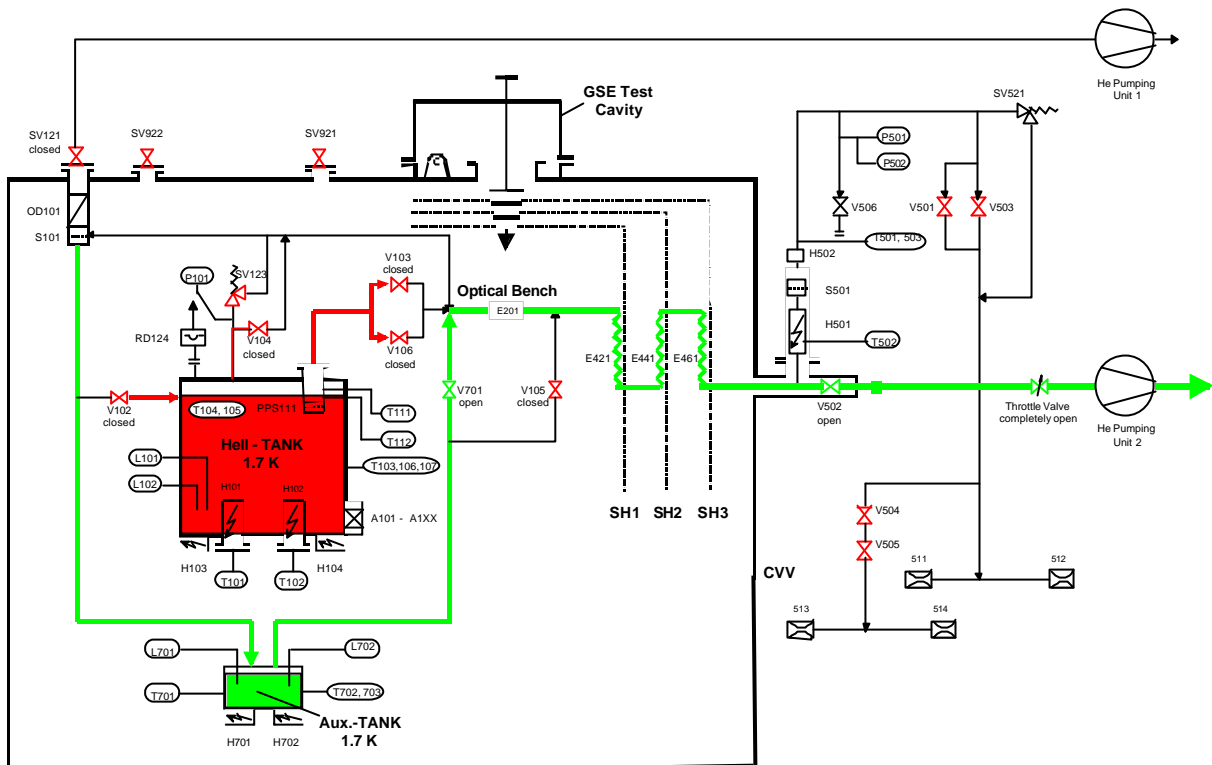 He Pumping
Unit 1
GSE Test
Cavity
SV521
SV121
closed
SV922
SV921
P501
P502
OD101
V506
V501
V503
S101
T501, 503
H502
V103
closed
P101
SV123
Optical Bench
S501
E201
H501
RD124
V104
closed
V106
closed
T502
E421
E441
E461
V701
open
V105
closed
V102
closed
T104, 105
PPS111
T111
V502
open
Throttle Valve
completely open
He Pumping
Unit 2
T112
HeII - TANK
1.7 K
L101
T103,106,107
L102
H101
H102
SH1
SH2
SH3
A101 - A1XX
V504
V505
H103
H104
T101
T102
CVV
511
512
513
514
L701
L702
T701
T702, 703
Aux.-TANK
1.7 K
H701
H702